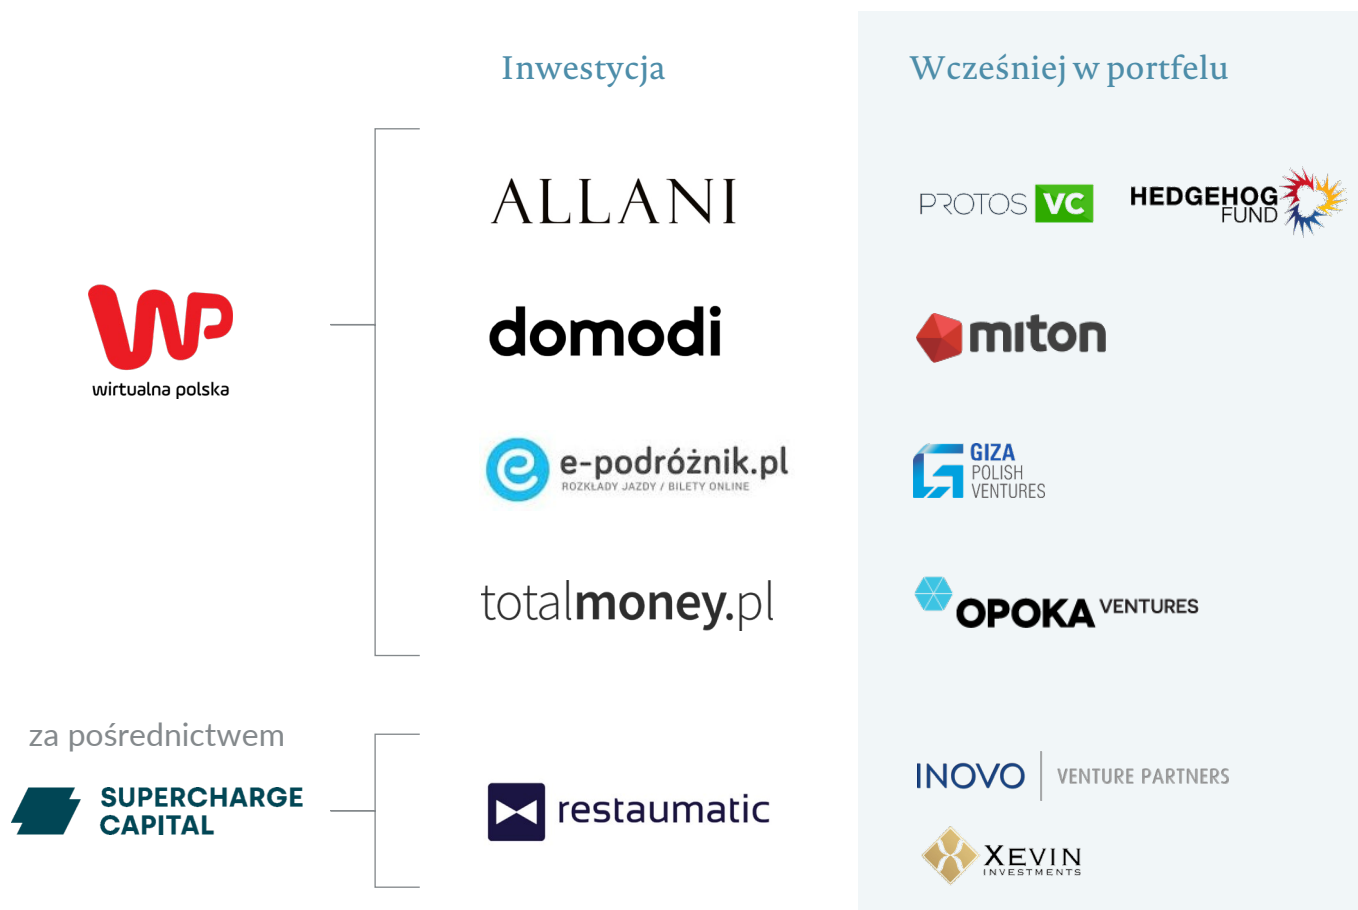 Inwestycja
Wcześniej w portfelu
ALLANI
PROTOS VC
HEDGEHOG
FUND
WP
wirtualna polska
domodi
miton
e-podróżnik.pl
ROZKŁADY JAZDY / BILETY ONLINE
GIZA
POLISH
VENTURES
totalmoney.pl
OPOKA VENTURES
za pośrednictwem
SUPERCHARGE
CAPITAL
restaumatic
INOVO | VENTURE PARTNERS
XEVIN
INVESTMENTS